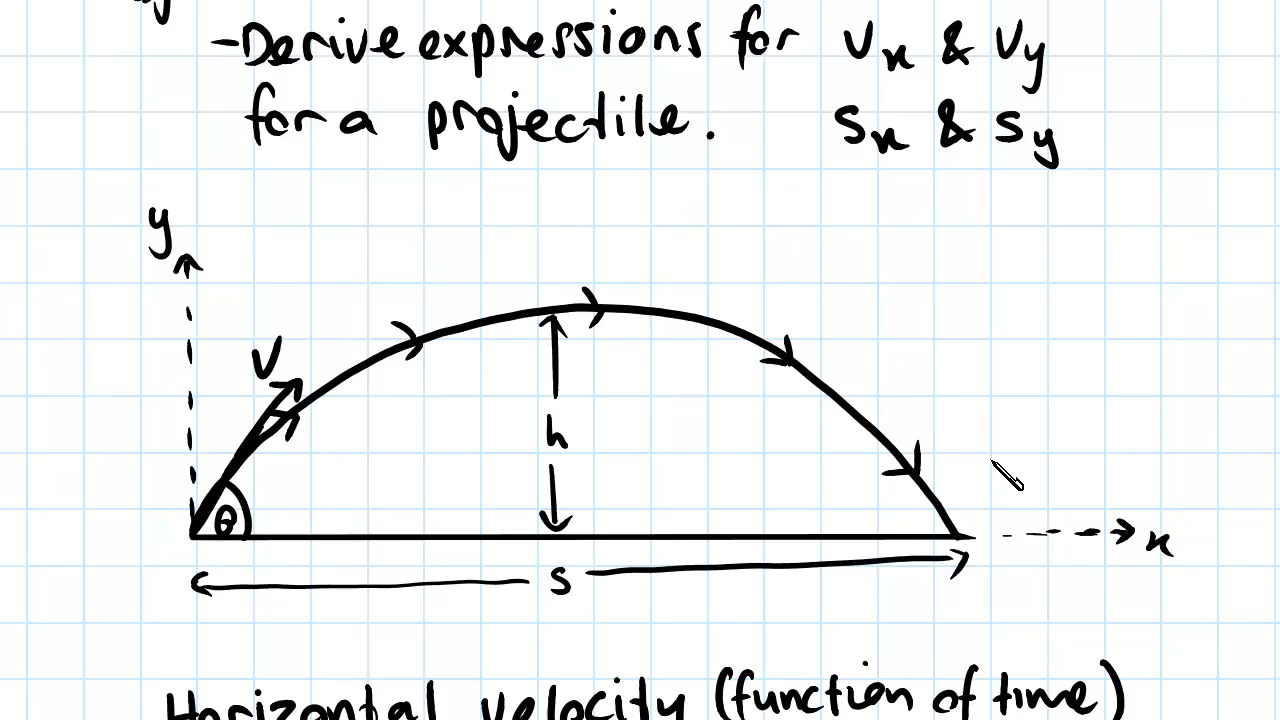 -Derive expressions for Vx & Vy
for a projectile. Sx & Sy
y
V
h
θ
x
S
Horizontal velocity (function of time)